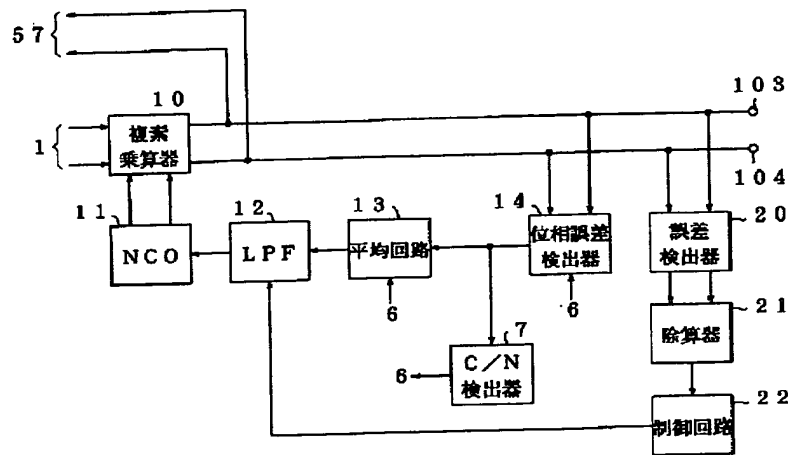 ５７
１０
１０３
１
複素
乗算器
１０４
１１
１２
１３
１４
２０
NCO
LPF
平均回路
位相誤差
検出器
誤差
検出器
６
６
２１
７
除算器
６
C／N
検出器
２２
制御回路